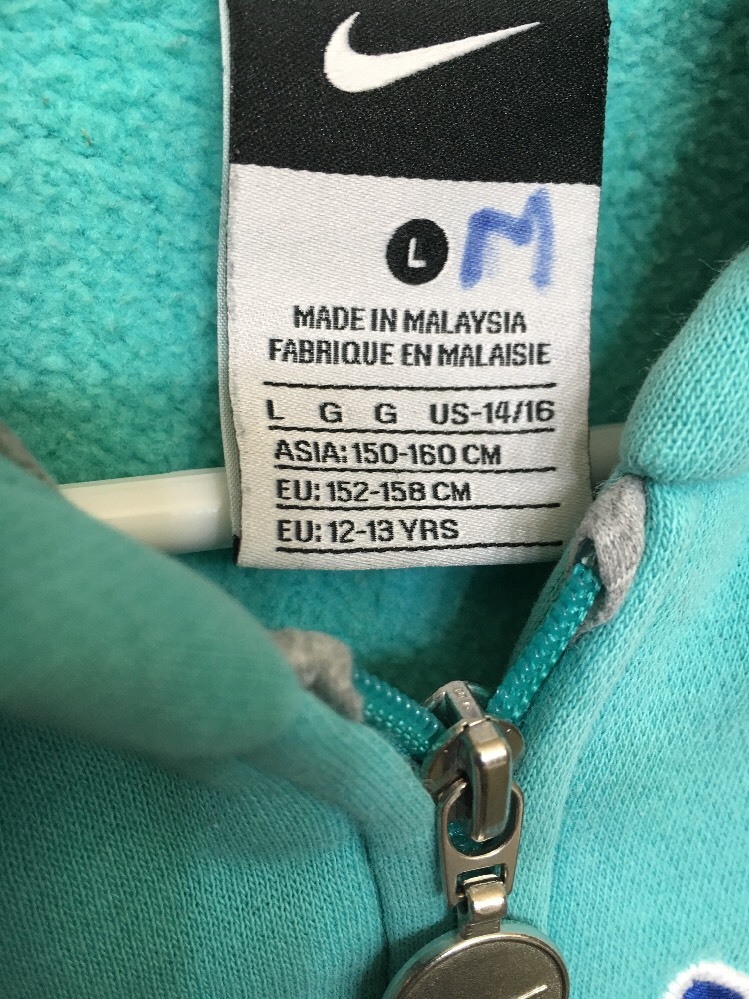 L M
MADE IN MALAYSIA
FABRIQUE EN MALAISIE
L G G US-14/16
ASIA: 150-160 CM
EU: 152-158 CM
EU: 12-13 YRS